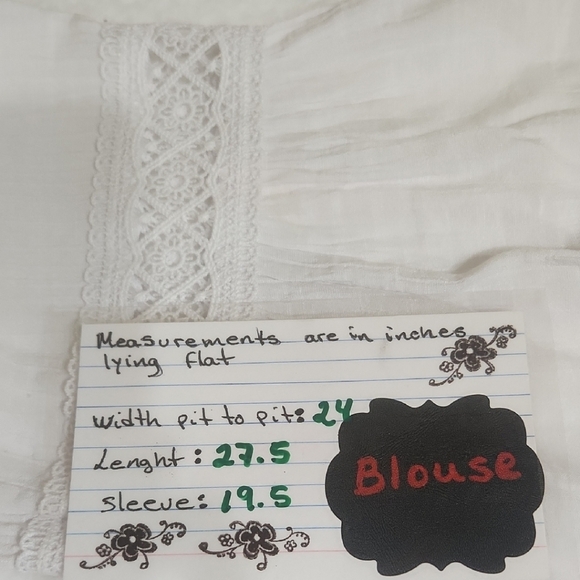 Measurements are in inches
lying flat
width pit to pit: 24
Lenght: 27.5
Sleeve: 19.5
Blouse